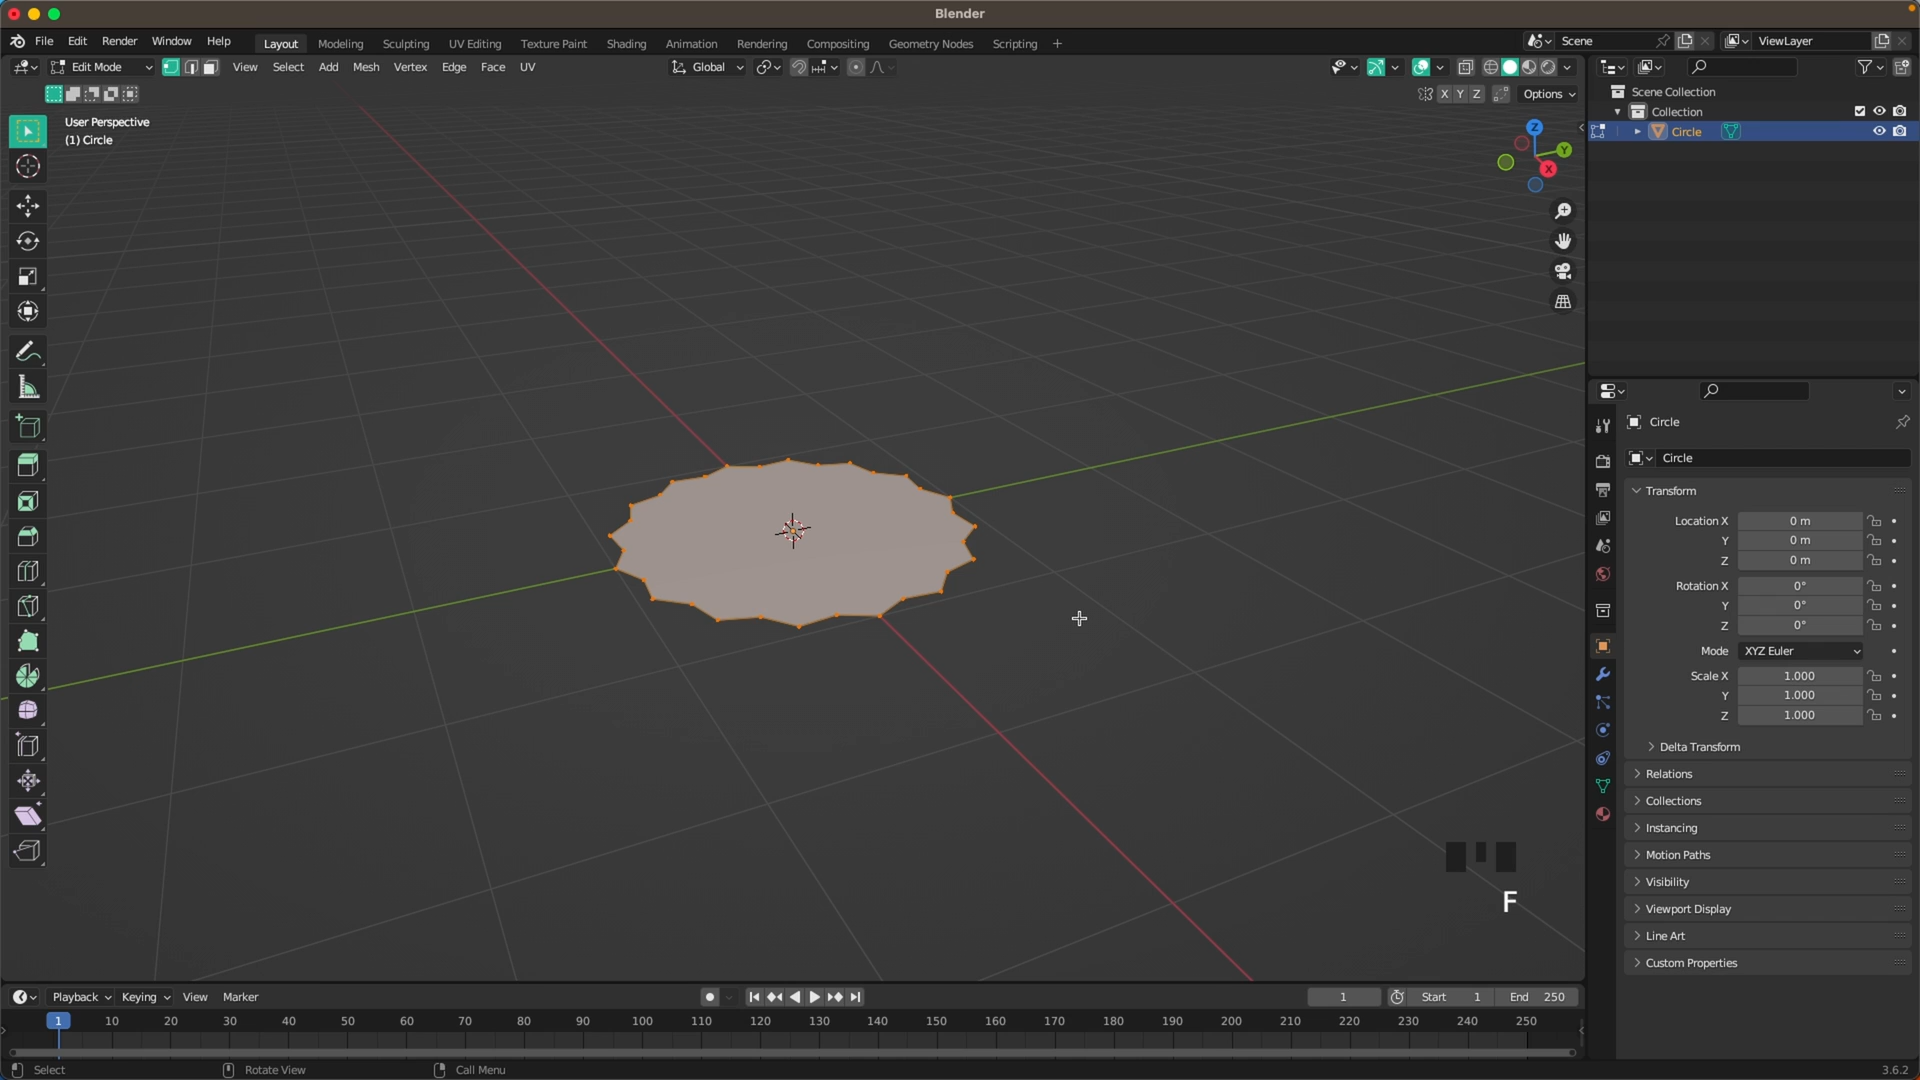 Blender
File Edit Render Window Help
Layout Modeling Sculpting UV Editing Texture Paint Shading Animation Rendering Compositing Geometry Nodes Scripting +
Scene
ViewLayer
Edit Mode
View Select Add Mesh Vertex Edge Face UV
Global
X Y Z
Options
User Perspective
(1) Circle
Z
Y
X
Scene Collection
Collection
Circle
Circle
Circle
Transform
Location X 0 m
Y 0 m
Z 0 m
Rotation X 0°
Y 0°
Z 0°
Mode XYZ Euler
Scale X 1.000
Y 1.000
Z 1.000
Delta Transform
Relations
Collections
Instancing
Motion Paths
Visibility
Viewport Display
Line Art
Custom Properties
F
Playback Keying View Marker
1
Start 1
End 250
1 10 20 30 40 50 60 70 80 90 100 110 120 130 140 150 160 170 180 190 200 210 220 230 240 250
Select
Rotate View
Call Menu
3.6.2